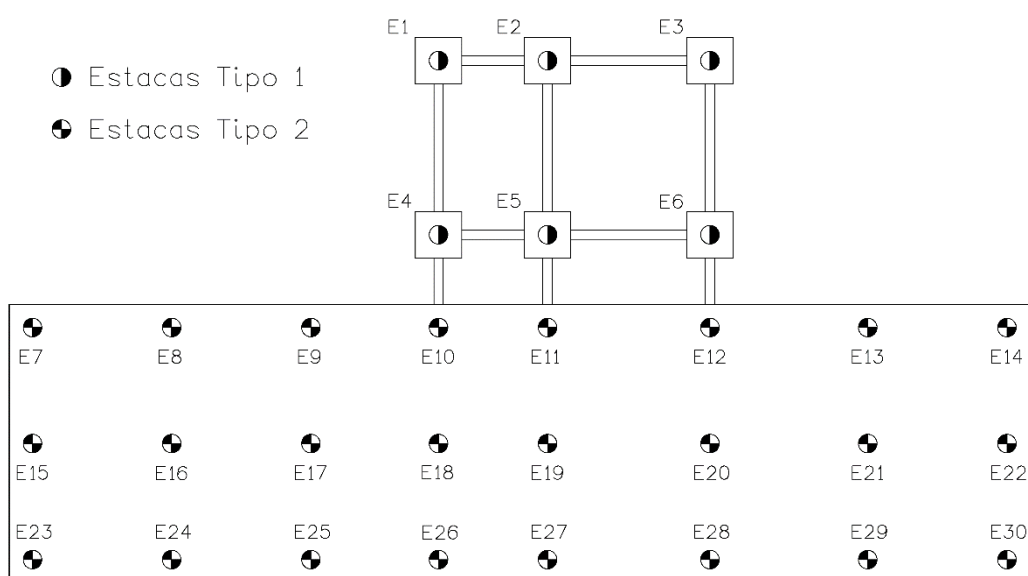 E1 E2 E3
Estacas Tipo 1
Estacas Tipo 2
E4 E5 E6
E7 E8 E9 E10 E11 E12 E13 E14
E15 E16 E17 E18 E19 E20 E21 E22
E23 E24 E25 E26 E27 E28 E29 E30